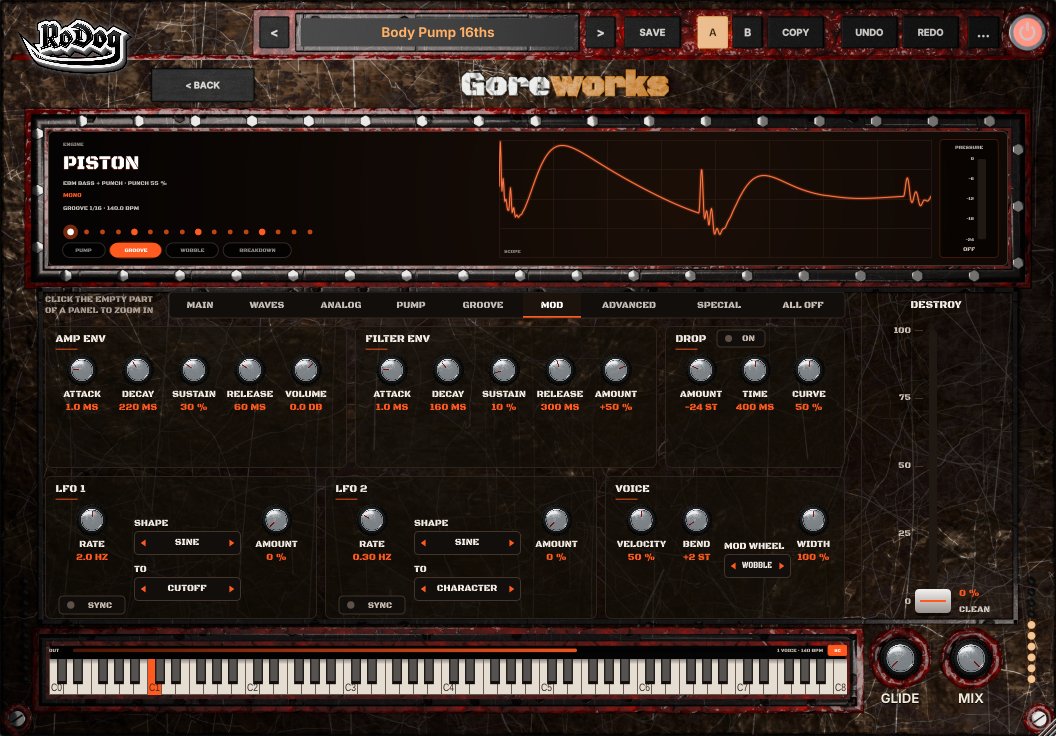 RoDog
<
Body Pump 16ths
>
SAVE
A
B
COPY
UNDO
REDO
...
< BACK
Goreworks
ENGINE
PISTON
EBM BASS + PUNCH · PUNCH 55 %
MONO
GROOVE 1/16 · 140.0 BPM
PUMP
GROOVE
WOBBLE
BREAKDOWN
SCOPE
PRESSURE
0
-6
-12
-18
-24
OFF
CLICK THE EMPTY PART
OF A PANEL TO ZOOM IN
MAIN
WAVES
ANALOG
PUMP
GROOVE
MOD
ADVANCED
SPECIAL
ALL OFF
DESTROY
AMP ENV
ATTACK
1.0 MS
DECAY
220 MS
SUSTAIN
30 %
RELEASE
60 MS
VOLUME
0.0 DB
FILTER ENV
ATTACK
1.0 MS
DECAY
160 MS
SUSTAIN
10 %
RELEASE
300 MS
AMOUNT
+50 %
DROP
ON
AMOUNT
-24 ST
TIME
400 MS
CURVE
50 %
100
75
50
25
0
0 %
CLEAN
LFO 1
RATE
2.0 HZ
SHAPE
SINE
TO
CUTOFF
AMOUNT
0 %
SYNC
LFO 2
RATE
0.30 HZ
SHAPE
SINE
TO
CHARACTER
AMOUNT
0 %
SYNC
VOICE
VELOCITY
50 %
BEND
+2 ST
MOD WHEEL
WOBBLE
WIDTH
100 %
OUT
1 VOICE · 140 BPM
C0
C1
C2
C3
C4
C5
C6
C7
C8
GLIDE
MIX